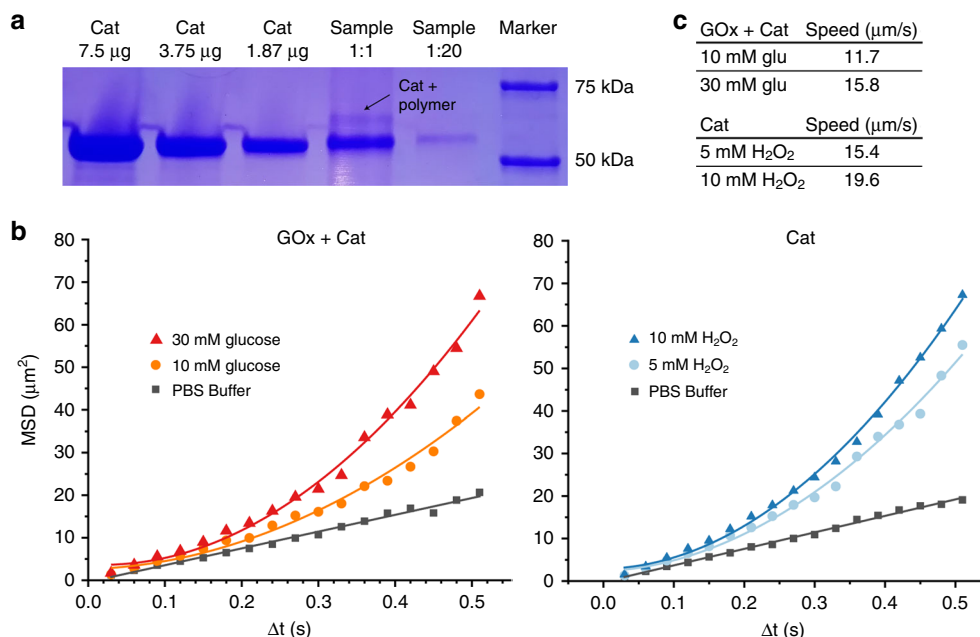 a
Cat Cat Cat Sample Sample Marker
7.5 µg 3.75 µg 1.87 µg 1:1 1:20
Cat +
polymer
75 kDa
50 kDa
c
GOx + Cat Speed (µm/s)
10 mM glu 11.7
30 mM glu 15.8
Cat Speed (µm/s)
5 mM H₂O₂ 15.4
10 mM H₂O₂ 19.6
b
GOx + Cat
80
70
60
50
40
30
20
10
0
MSD (µm²)
30 mM glucose
10 mM glucose
PBS Buffer
0.0 0.1 0.2 0.3 0.4 0.5
Δt (s)
Cat
80
70
60
50
40
30
20
10
0
10 mM H₂O₂
5 mM H₂O₂
PBS Buffer
0.0 0.1 0.2 0.3 0.4 0.5
Δt (s)